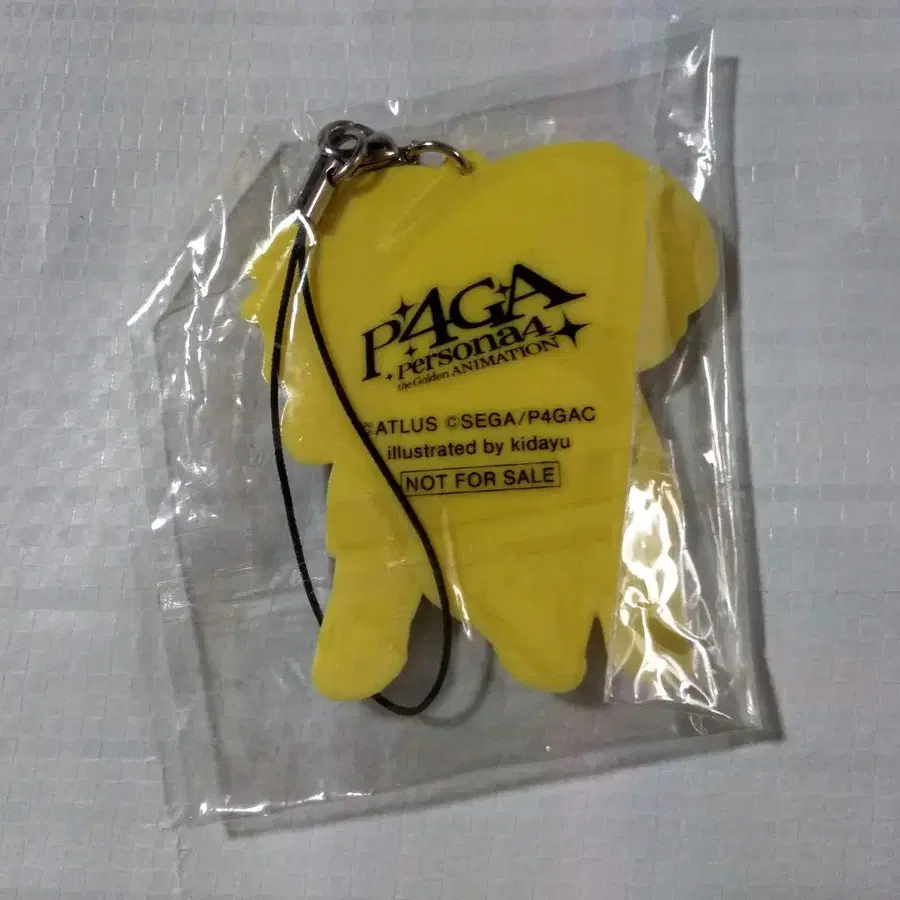 P4GA
Persona4
the Golden ANIMATION
©ATLUS ©SEGA/P4GAC
illustrated by kidayu
NOT FOR SALE